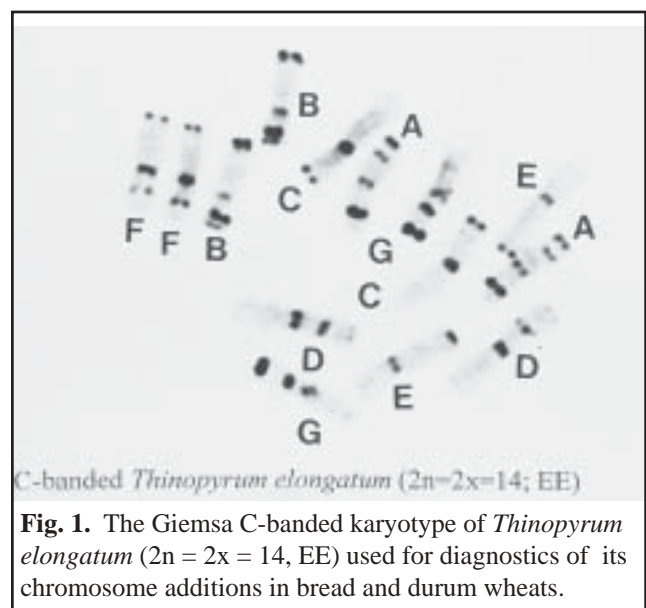 B
A
C
E
F F B
G
A
C
D
D
E
G
C-banded Thinopyrum elongatum (2n=2x=14; EE)
Fig. 1. The Giemsa C-banded karyotype of Thinopyrum
elongatum (2n = 2x = 14, EE) used for diagnostics of its
chromosome additions in bread and durum wheats.